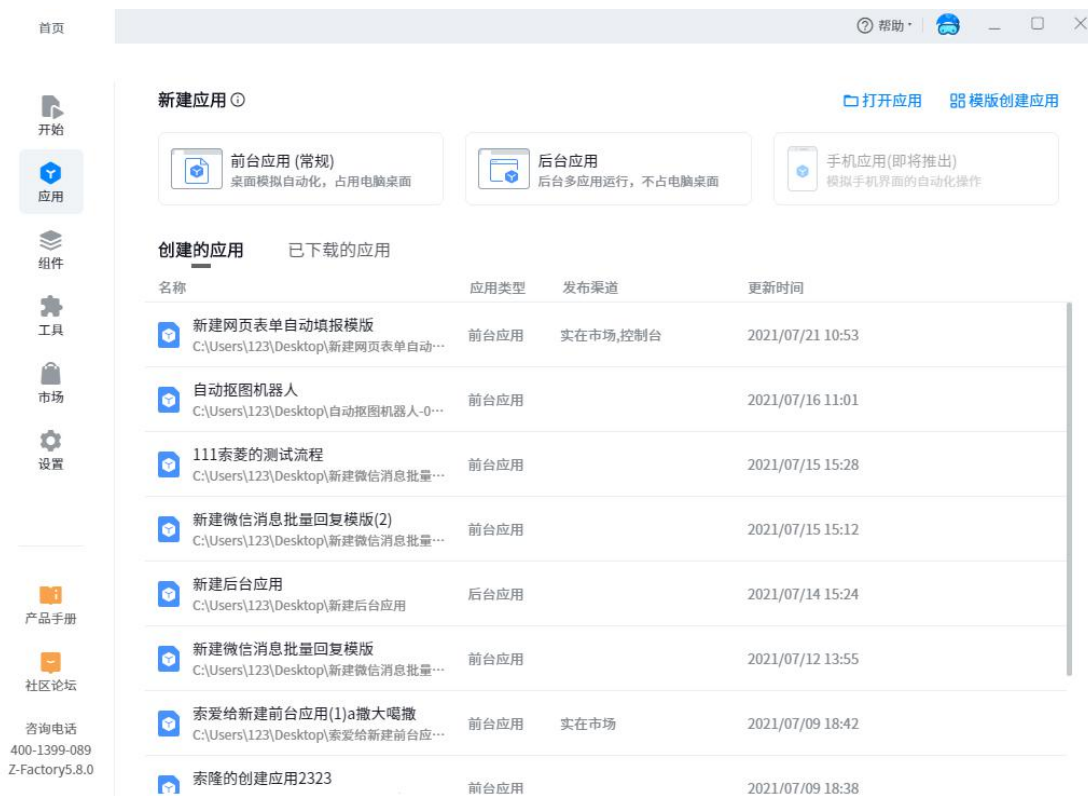 首页
帮助
开始
应用
组件
工具
市场
设置
产品手册
社区论坛
咨询电话
400-1399-089
Z-Factory5.8.0
新建应用
打开应用 模版创建应用
前台应用 (常规)
桌面模拟自动化，占用电脑桌面
后台应用
后台多应用运行，不占电脑桌面
手机应用(即将推出)
模拟手机界面的自动化操作
创建的应用 已下载的应用
名称 应用类型 发布渠道 更新时间
新建网页表单自动填报模版
C:\Users\123\Desktop\新建网页表单自动… 前台应用 实在市场,控制台 2021/07/21 10:53
自动抠图机器人
C:\Users\123\Desktop\自动抠图机器人-0… 前台应用 2021/07/16 11:01
111索菱的测试流程
C:\Users\123\Desktop\新建微信消息批量… 前台应用 2021/07/15 15:28
新建微信消息批量回复模版(2)
C:\Users\123\Desktop\新建微信消息批量… 前台应用 2021/07/15 15:12
新建后台应用
C:\Users\123\Desktop\新建后台应用 后台应用 2021/07/14 15:24
新建微信消息批量回复模版
C:\Users\123\Desktop\新建微信消息批量… 前台应用 2021/07/12 13:55
索爱给新建前台应用(1)a撒大噶撒
C:\Users\123\Desktop\索爱给新建前台应… 前台应用 实在市场 2021/07/09 18:42
索隆的创建应用2323
前台应用 2021/07/09 18:38